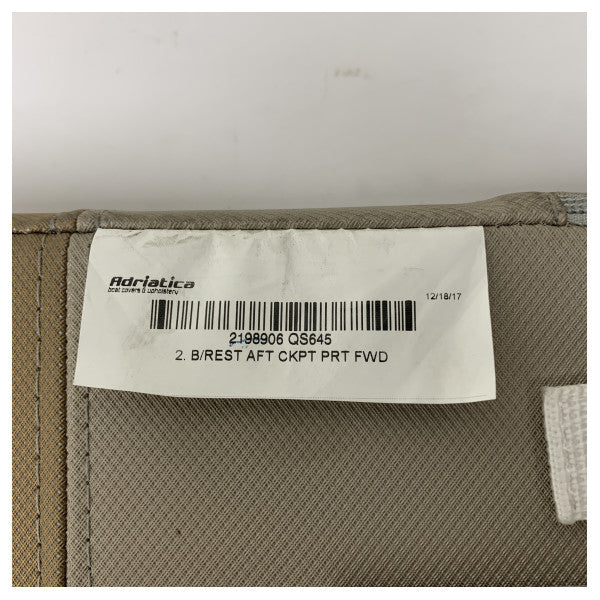 Adriatica
boat covers & upholstery
12/18/17
2198906 QS645
2. B/REST AFT CKPT PRT FWD